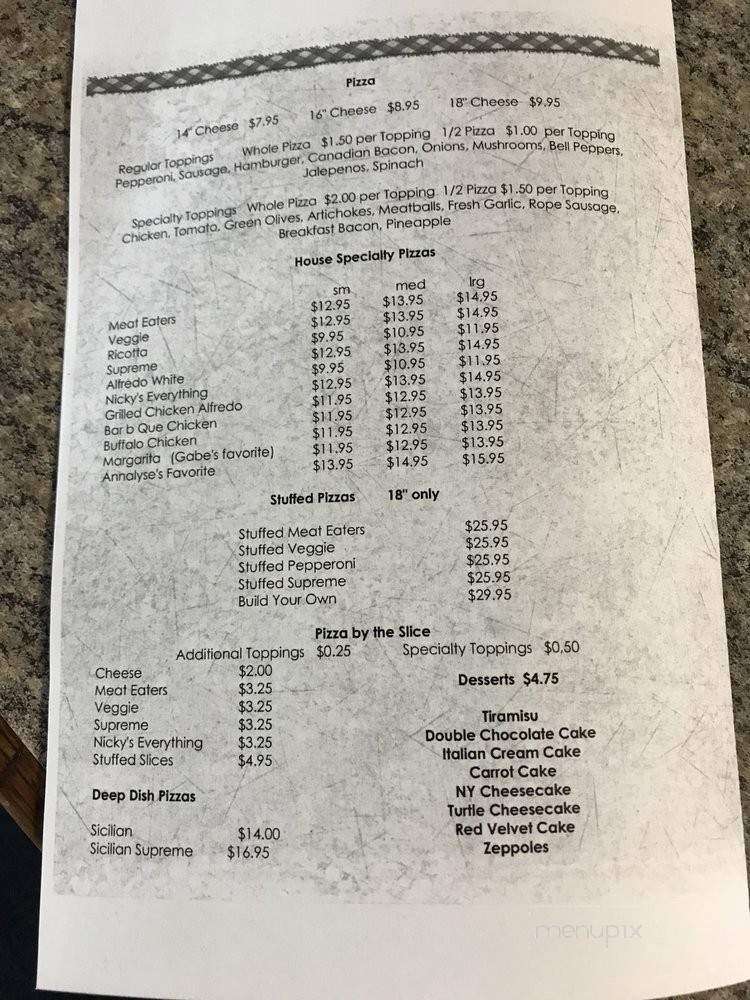 Pizza
14" Cheese $7.95 16" Cheese $8.95 18" Cheese $9.95
Regular Toppings Whole Pizza $1.50 per Topping 1/2 Pizza $1.00 per Topping
Pepperoni, Sausage, Hamburger, Canadian Bacon, Onions, Mushrooms, Bell Peppers,
Jalepenos, Spinach
Specialty Toppings Whole Pizza $2.00 per Topping 1/2 Pizza $1.50 per Topping
Chicken, Tomato, Green Olives, Artichokes, Meatballs, Fresh Garlic, Rope Sausage,
Breakfast Bacon, Pineapple
House Specialty Pizzas
sm med lrg
Meat Eaters $12.95 $13.95 $14.95
Veggie $12.95 $13.95 $14.95
Ricotta $9.95 $10.95 $11.95
Supreme $12.95 $13.95 $14.95
Alfredo White $9.95 $10.95 $11.95
Nicky's Everything $12.95 $13.95 $14.95
Grilled Chicken Alfredo $11.95 $12.95 $13.95
Bar b Que Chicken $11.95 $12.95 $13.95
Buffalo Chicken $11.95 $12.95 $13.95
Margarita (Gabe's favorite) $11.95 $12.95 $13.95
Annalyse's Favorite $13.95 $14.95 $15.95
Stuffed Pizzas 18" only
Stuffed Meat Eaters $25.95
Stuffed Veggie $25.95
Stuffed Pepperoni $25.95
Stuffed Supreme $25.95
Build Your Own $29.95
Pizza by the Slice
Additional Toppings $0.25 Specialty Toppings $0.50
Cheese $2.00
Meat Eaters $3.25
Veggie $3.25
Supreme $3.25
Nicky's Everything $3.25
Stuffed Slices $4.95
Deep Dish Pizzas
Sicilian $14.00
Sicilian Supreme $16.95
Desserts $4.75
Tiramisu
Double Chocolate Cake
Italian Cream Cake
Carrot Cake
NY Cheesecake
Turtle Cheesecake
Red Velvet Cake
Zeppoles
menupix